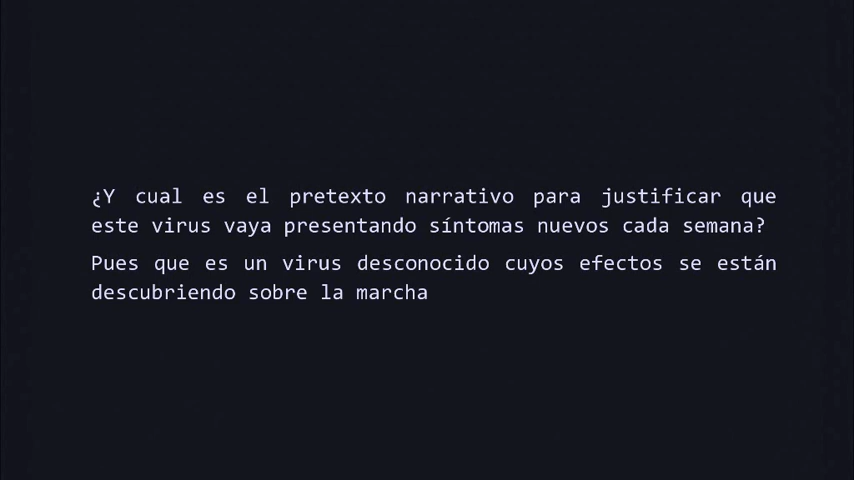 ¿Y cual es el pretexto narrativo para justificar que
este virus vaya presentando síntomas nuevos cada semana?
Pues que es un virus desconocido cuyos efectos se están
descubriendo sobre la marcha